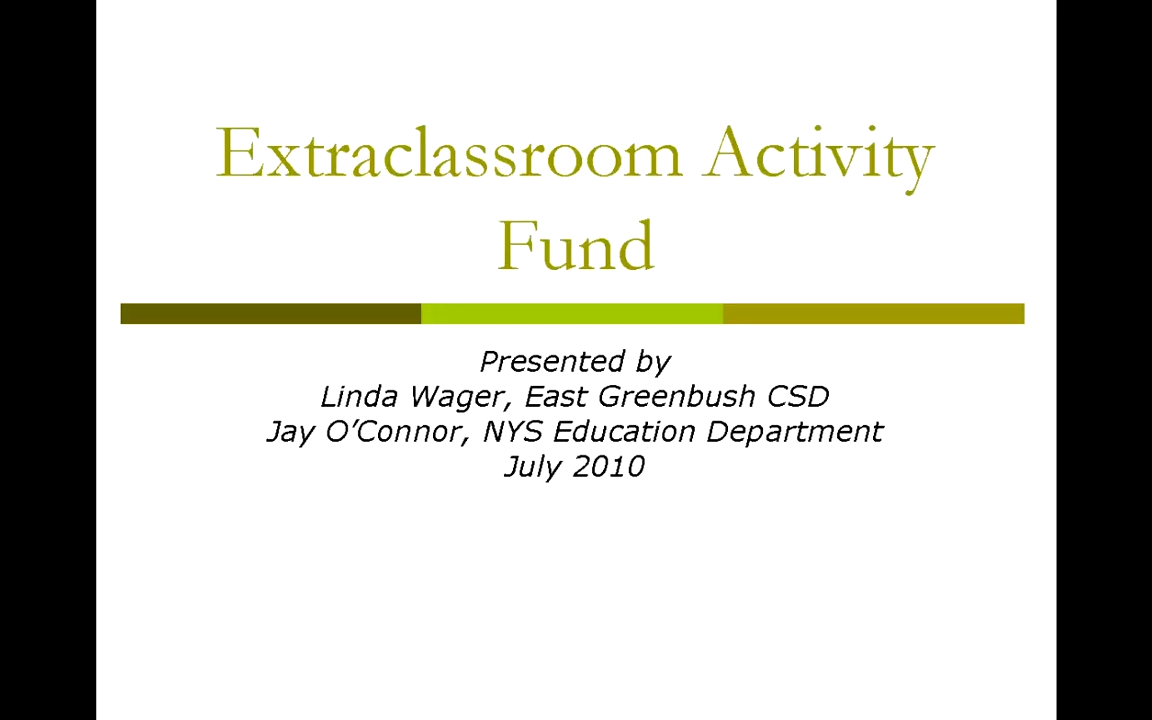 Extraclassroom Activity
Fund
Presented by
Linda Wager, East Greenbush CSD
Jay O’Connor, NYS Education Department
July 2010